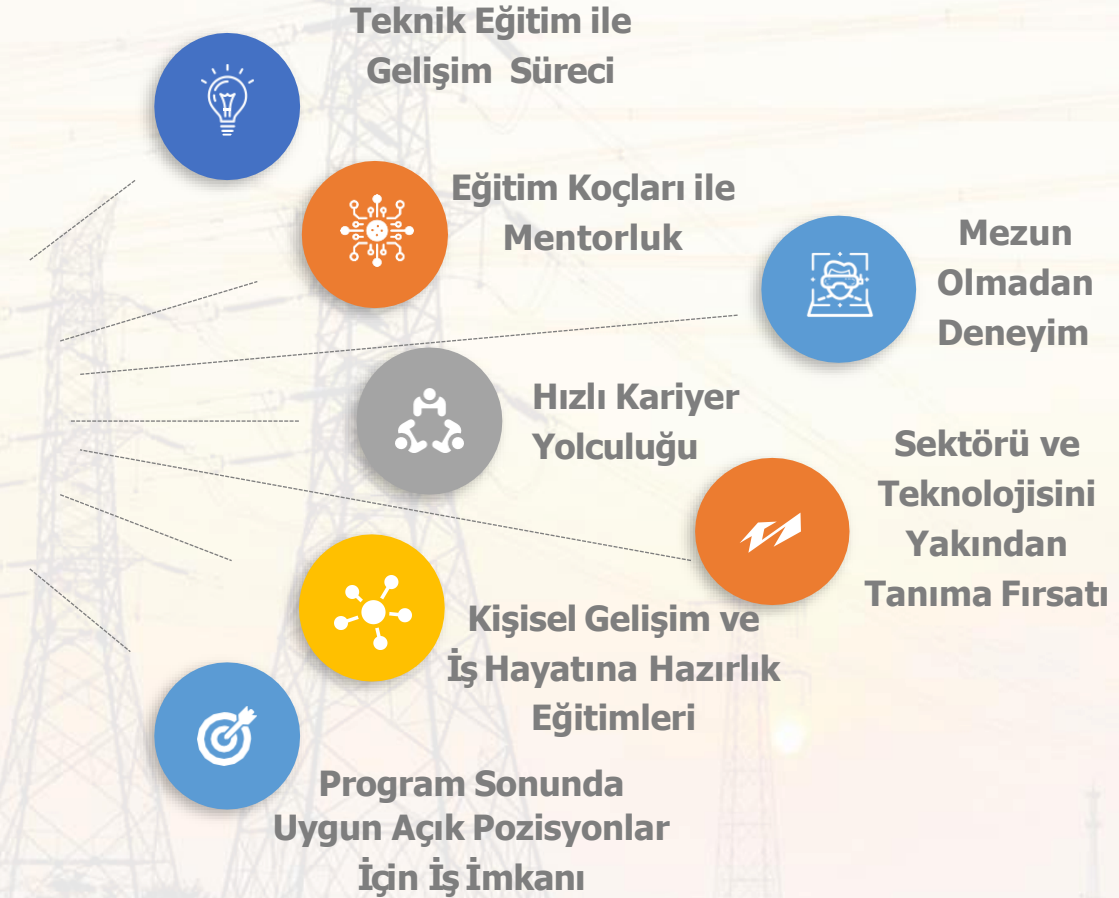 Teknik Eğitim ile
Gelişim Süreci
Eğitim Koçları ile
Mentorluk
Mezun
Olmadan
Deneyim
Hızlı Kariyer
Yolculuğu
Sektörü ve
Teknolojisini
Yakından
Tanıma Fırsatı
Kişisel Gelişim ve
İş Hayatına Hazırlık
Eğitimleri
Program Sonunda
Uygun Açık Pozisyonlar
İçin İş İmkanı